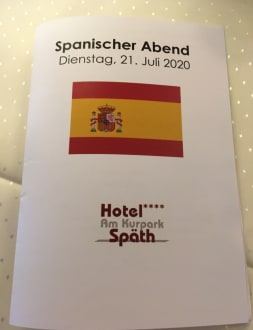 Spanischer Abend
Dienstag, 21. Juli 2020
Hotel****
Am Kurpark
Späth